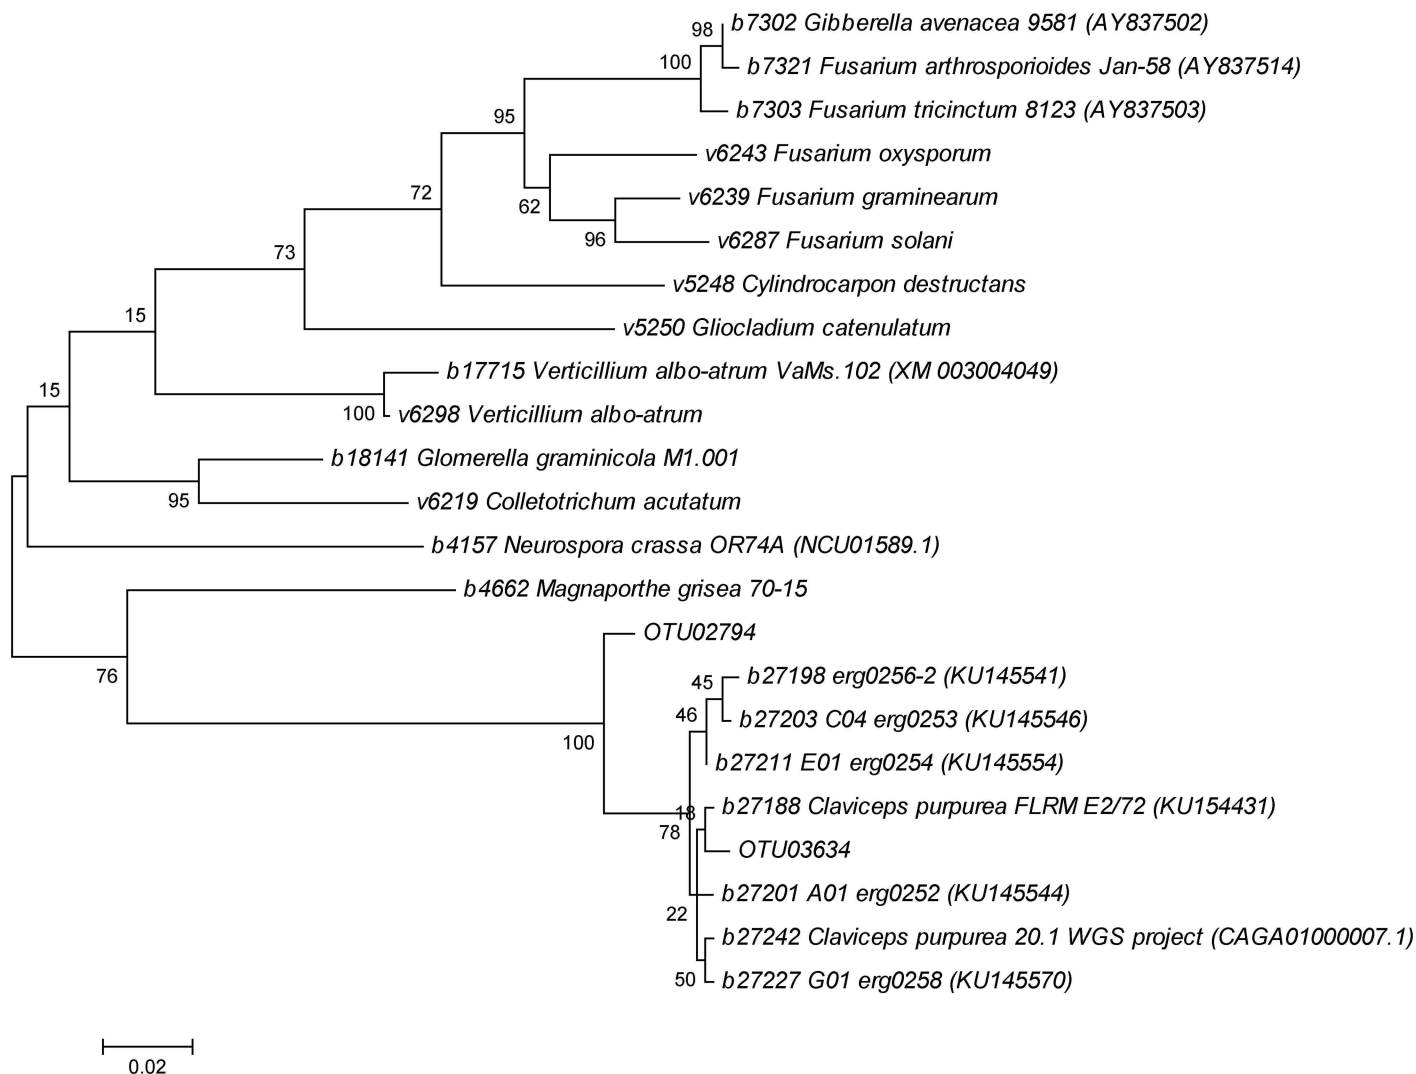 98 b7302 Gibberella avenacea 9581 (AY837502)
100 b7321 Fusarium arthrosporioides Jan-58 (AY837514)
b7303 Fusarium tricinctum 8123 (AY837503)
95
v6243 Fusarium oxysporum
72
v6239 Fusarium graminearum
62
96 v6287 Fusarium solani
73
v5248 Cylindrocarpon destructans
15
v5250 Gliocladium catenulatum
b17715 Verticillium albo-atrum VaMs.102 (XM 003004049)
15
100 v6298 Verticillium albo-atrum
b18141 Glomerella graminicola M1.001
95 v6219 Colletotrichum acutatum
b4157 Neurospora crassa OR74A (NCU01589.1)
b4662 Magnaporthe grisea 70-15
OTU02794
76
45 b27198 erg0256-2 (KU145541)
46 b27203 C04 erg0253 (KU145546)
100
b27211 E01 erg0254 (KU145554)
18 b27188 Claviceps purpurea FLRM E2/72 (KU154431)
78
OTU03634
b27201 A01 erg0252 (KU145544)
22
b27242 Claviceps purpurea 20.1 WGS project (CAGA01000007.1)
50 b27227 G01 erg0258 (KU145570)
0.02